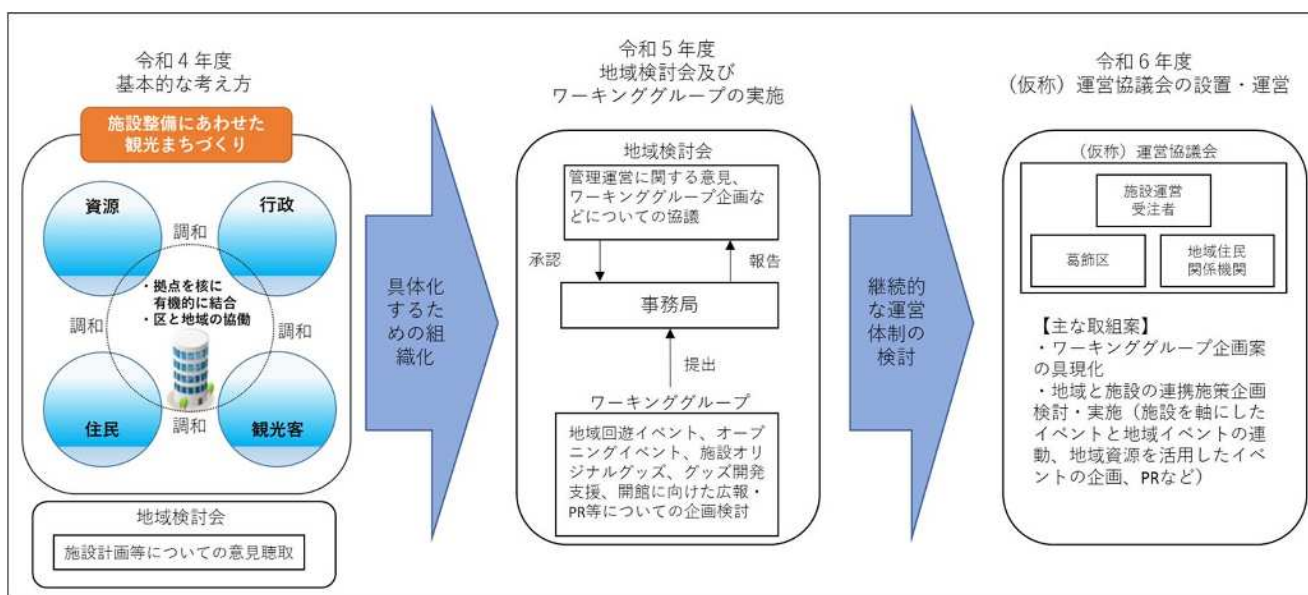 令和４年度
基本的な考え方
施設整備にあわせた
観光まちづくり
資源
行政
調和
・拠点を核に
有機的に結合
・区と地域の協働
調和
調和
住民
調和
観光客
地域検討会
施設計画等についての意見聴取
具体化
するた
めの組
織化
令和５年度
地域検討会及び
ワーキンググループの実施
地域検討会
管理運営に関する意見、
ワーキンググループ企画な
どについての協議
承認
報告
事務局
提出
ワーキンググループ
地域回遊イベント、オープ
ニングイベント、施設オリ
ジナルグッズ、グッズ開発
支援、開館に向けた広報・
PR等についての企画検討
継続的
な運営
体制の
検討
令和６年度
（仮称）運営協議会の設置・運営
（仮称）運営協議会
施設運営
受注者
葛飾区
地域住民
関係機関
【主な取組案】
・ワーキンググループ企画案
の具現化
・地域と施設の連携施策企画
検討・実施（施設を軸にした
イベントと地域イベントの連
動、地域資源を活用したイベ
ントの企画、PRなど）